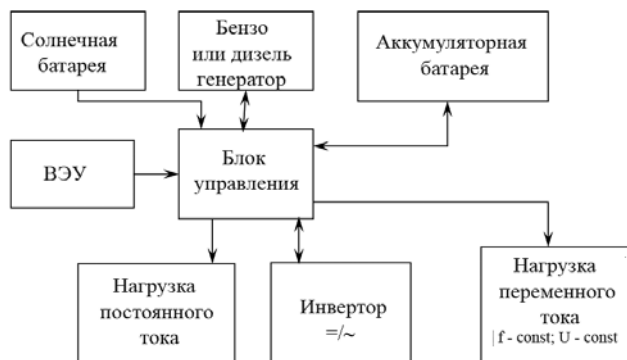 Солнечная
батарея
Бензо
или дизель
генератор
Аккумуляторная
батарея
ВЭУ
Блок
управления
Нагрузка
постоянного
тока
Инвертор
=/~
Нагрузка
переменного
тока
f - const; U - const